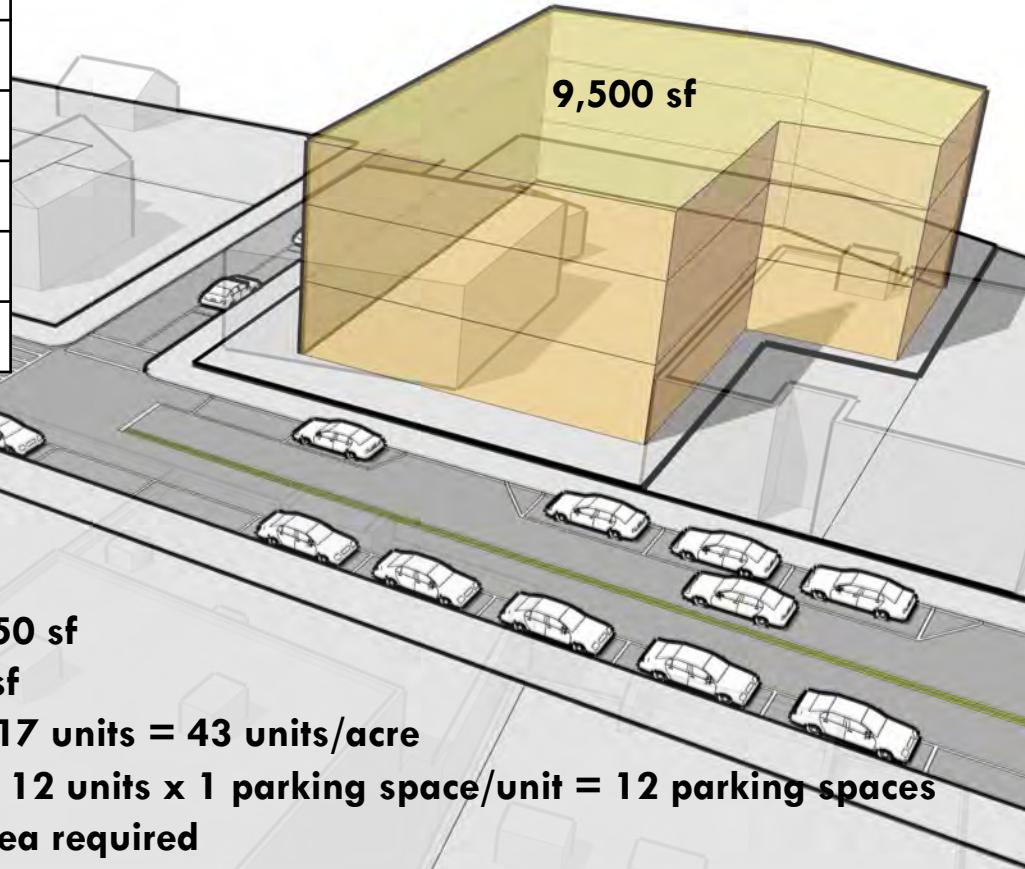 9,500 sf
50 sf
sf
17 units = 43 units/acre
12 units x 1 parking space/unit = 12 parking spaces
ea required